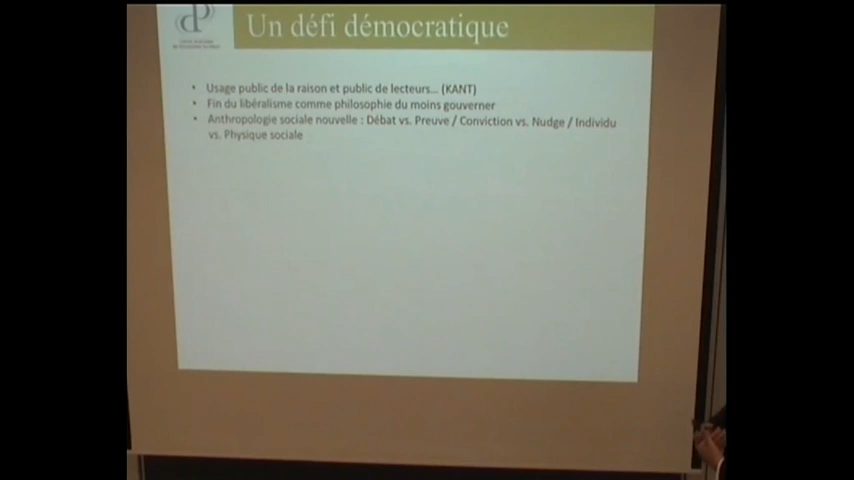 Un défi démocratique
• Usage public de la raison et public de lecteurs... (KANT)
• Fin du libéralisme comme philosophie du moins gouverner
• Anthropologie sociale nouvelle : Débat vs. Preuve / Conviction vs. Nudge / Individu
vs. Physique sociale